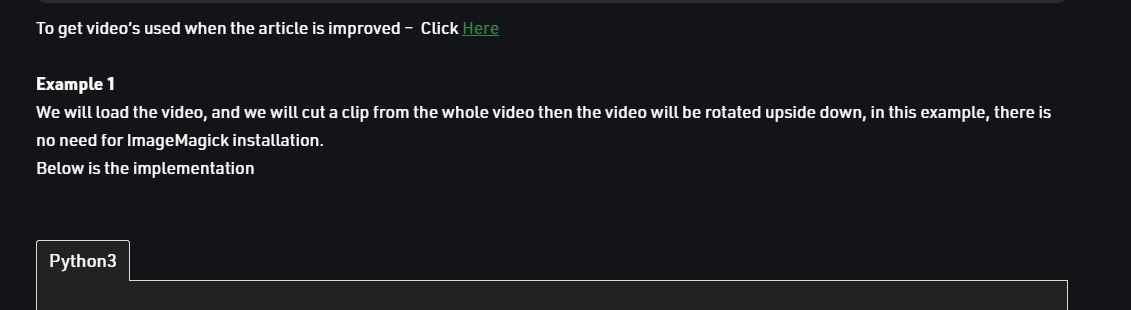 To get video’s used when the article is improved –  Click Here
Example 1
We will load the video, and we will cut a clip from the whole video then the video will be rotated upside down, in this example, there is
no need for ImageMagick installation.
Below is the implementation
Python3